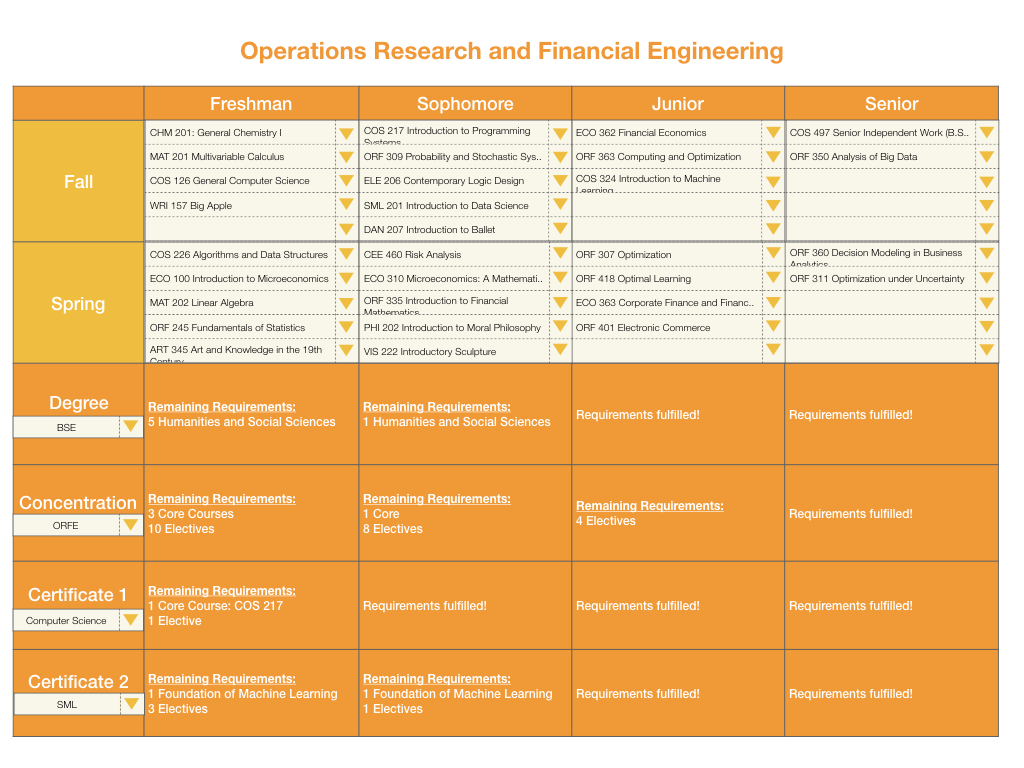 Operations Research and Financial Engineering
Freshman Sophomore Junior Senior
Fall
CHM 201: General Chemistry I
MAT 201 Multivariable Calculus
COS 126 General Computer Science
WRI 157 Big Apple
COS 217 Introduction to Programming
Systems
ORF 309 Probability and Stochastic Sys..
ELE 206 Contemporary Logic Design
SML 201 Introduction to Data Science
DAN 207 Introduction to Ballet
ECO 362 Financial Economics
ORF 363 Computing and Optimization
COS 324 Introduction to Machine
Learning
COS 497 Senior Independent Work (B.S..
ORF 350 Analysis of Big Data
Spring
COS 226 Algorithms and Data Structures
ECO 100 Introduction to Microeconomics
MAT 202 Linear Algebra
ORF 245 Fundamentals of Statistics
ART 345 Art and Knowledge in the 19th
Century
CEE 460 Risk Analysis
ECO 310 Microeconomics: A Mathemati..
ORF 335 Introduction to Financial
Mathematics
PHI 202 Introduction to Moral Philosophy
VIS 222 Introductory Sculpture
ORF 307 Optimization
ORF 418 Optimal Learning
ECO 363 Corporate Finance and Financ..
ORF 401 Electronic Commerce
ORF 360 Decision Modeling in Business
Analytics
ORF 311 Optimization under Uncertainty
Degree
BSE
Remaining Requirements:
5 Humanities and Social Sciences
Remaining Requirements:
1 Humanities and Social Sciences
Requirements fulfilled!
Requirements fulfilled!
Concentration
ORFE
Remaining Requirements:
3 Core Courses
10 Electives
Remaining Requirements:
1 Core
8 Electives
Remaining Requirements:
4 Electives
Requirements fulfilled!
Certificate 1
Computer Science
Remaining Requirements:
1 Core Course: COS 217
1 Elective
Requirements fulfilled!
Requirements fulfilled!
Requirements fulfilled!
Certificate 2
SML
Remaining Requirements:
1 Foundation of Machine Learning
3 Electives
Remaining Requirements:
1 Foundation of Machine Learning
1 Electives
Requirements fulfilled!
Requirements fulfilled!